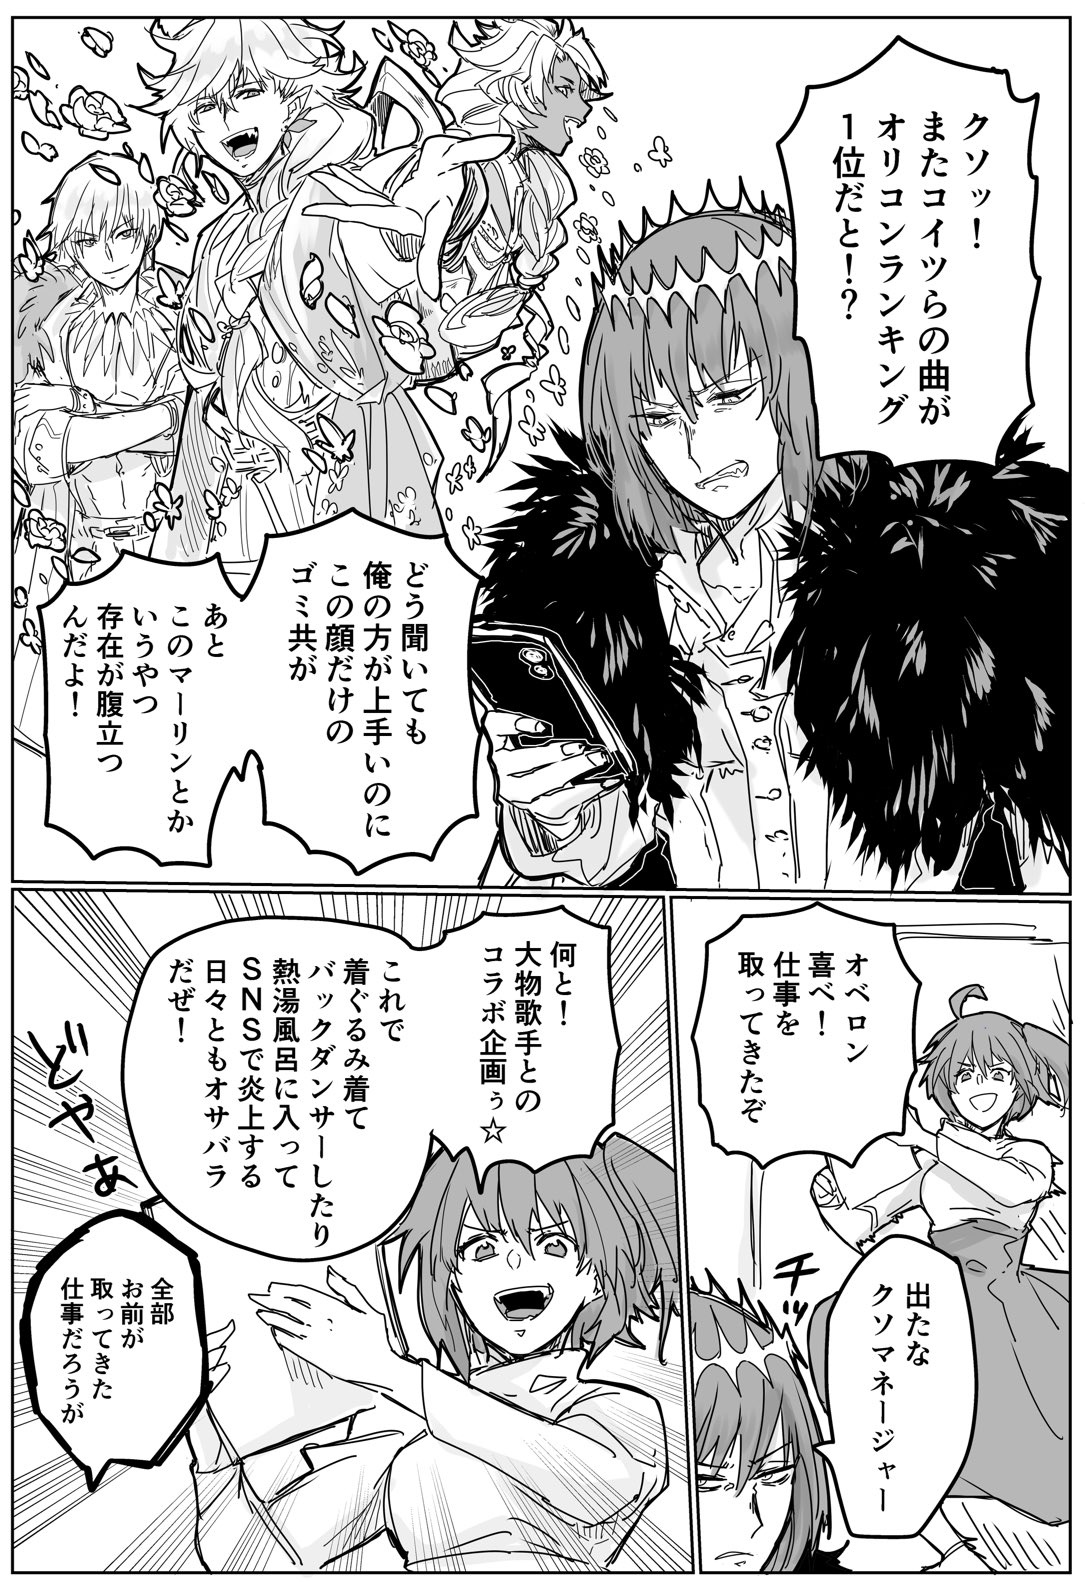 クソッ！
またコイツらの曲が
オリコンランキング
１位だと！？
どう聞いても
俺の方が上手いのに
この顔だけの
ゴミ共が
あと
このマーリンとか
いうやつ
存在が腹立つ
んだよ！
オベロン
喜べ！
仕事を
取ってきたぞ
チッ
出たな
クソマネージャー
何と！
大物歌手との
コラボ企画ぅ☆
これで
着ぐるみ着て
バックダンサーしたり
熱湯風呂に入って
ＳＮＳで炎上する
日々ともオサバラ
だぜ！
どやぁ
全部
お前が
取ってきた
仕事だろうが